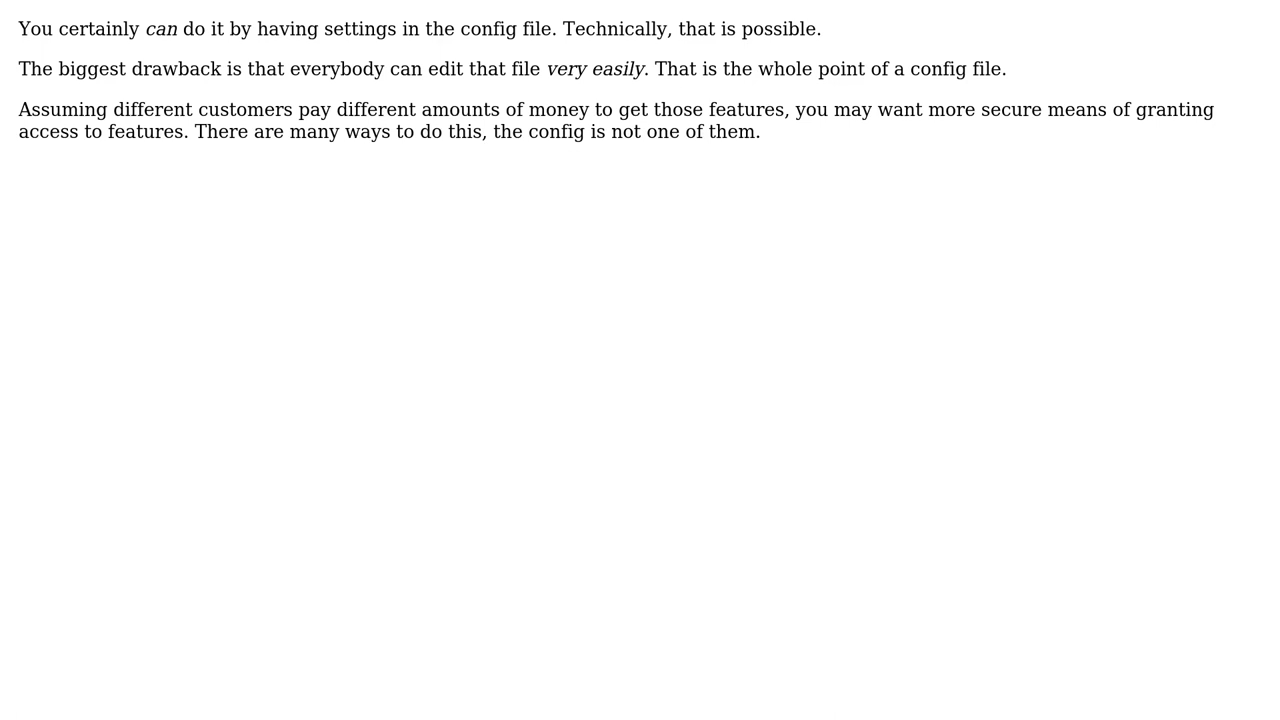 You certainly can do it by having settings in the config file. Technically, that is possible.
The biggest drawback is that everybody can edit that file very easily. That is the whole point of a config file.
Assuming different customers pay different amounts of money to get those features, you may want more secure means of granting
access to features. There are many ways to do this, the config is not one of them.